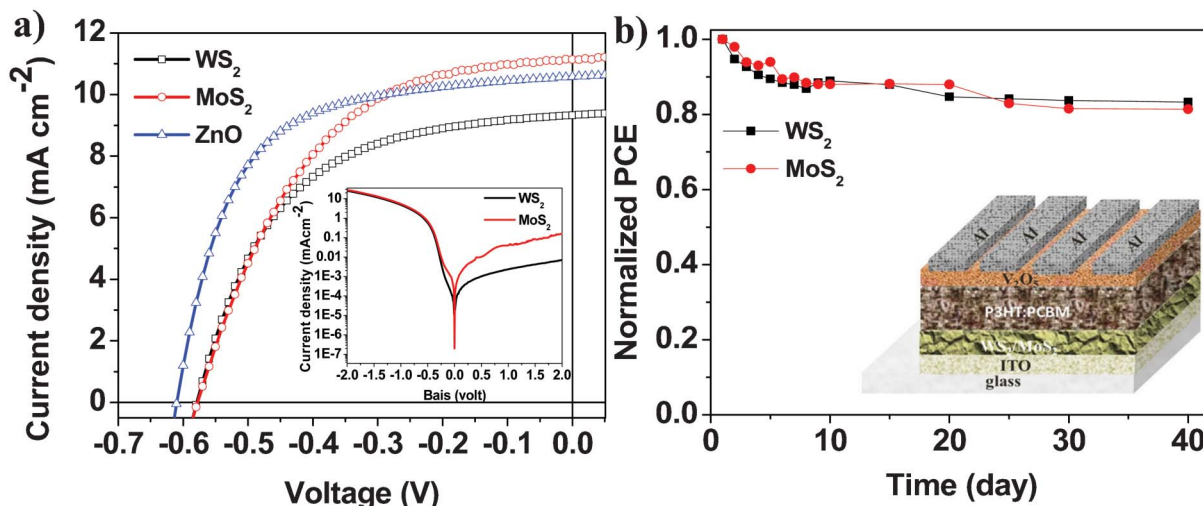 a)
Current density (mA cm⁻²)
12
10
8
6
4
2
0
-0.7 -0.6 -0.5 -0.4 -0.3 -0.2 -0.1 0.0
Voltage (V)
WS₂
MoS₂
ZnO
Current density (mAcm⁻²)
10
1
0.1
0.01
1E-3
1E-4
1E-5
1E-6
1E-7
-2.0 -1.5 -1.0 -0.5 0.0 0.5 1.0 1.5 2.0
Bais (volt)
WS₂
MoS₂
b)
Normalized PCE
1.0
0.8
0.6
0.4
0.2
0.0
0 10 20 30 40
Time (day)
WS₂
MoS₂
Al Al Al Al
V₂O₅
P3HT:PCBM
WS₂/MoS₂
ITO
glass